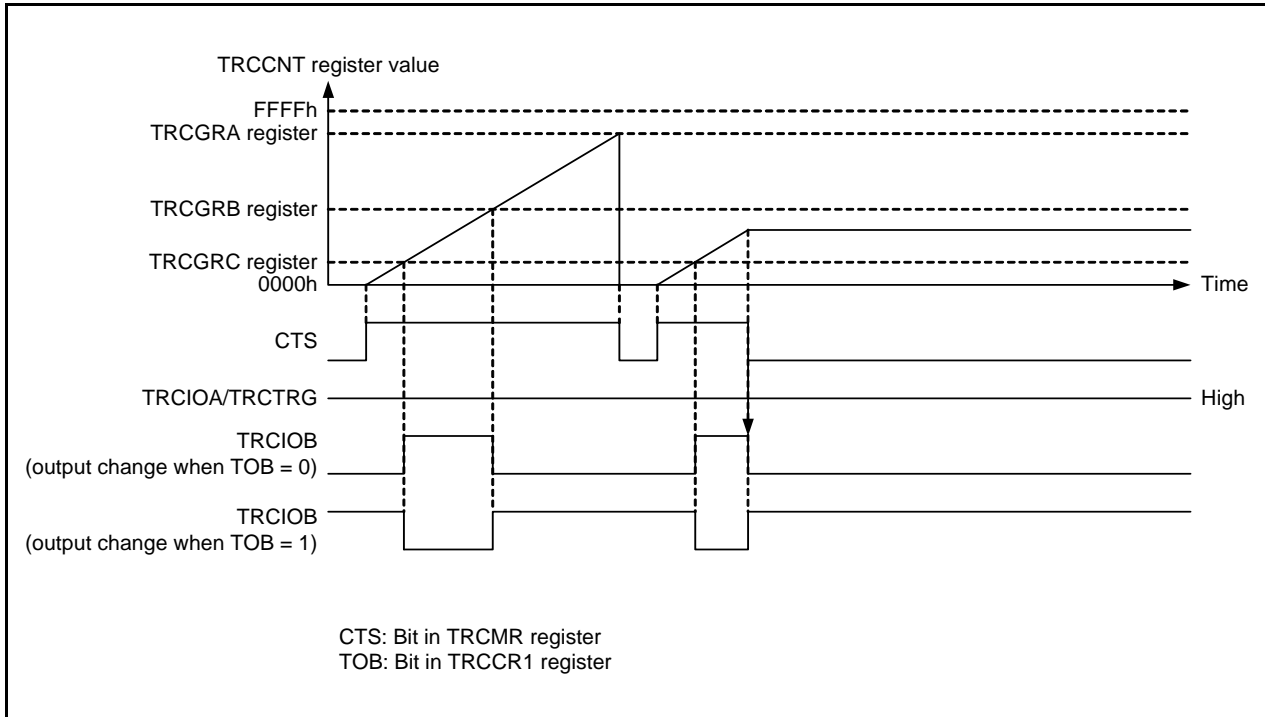 TRCCNT register value
FFFFh
TRCGRA register
TRCGRB register
TRCGRC register
0000h
Time
CTS
TRCIOA/TRCTRG
High
TRCIOB
(output change when TOB = 0)
TRCIOB
(output change when TOB = 1)
CTS: Bit in TRCMR register
TOB: Bit in TRCCR1 register